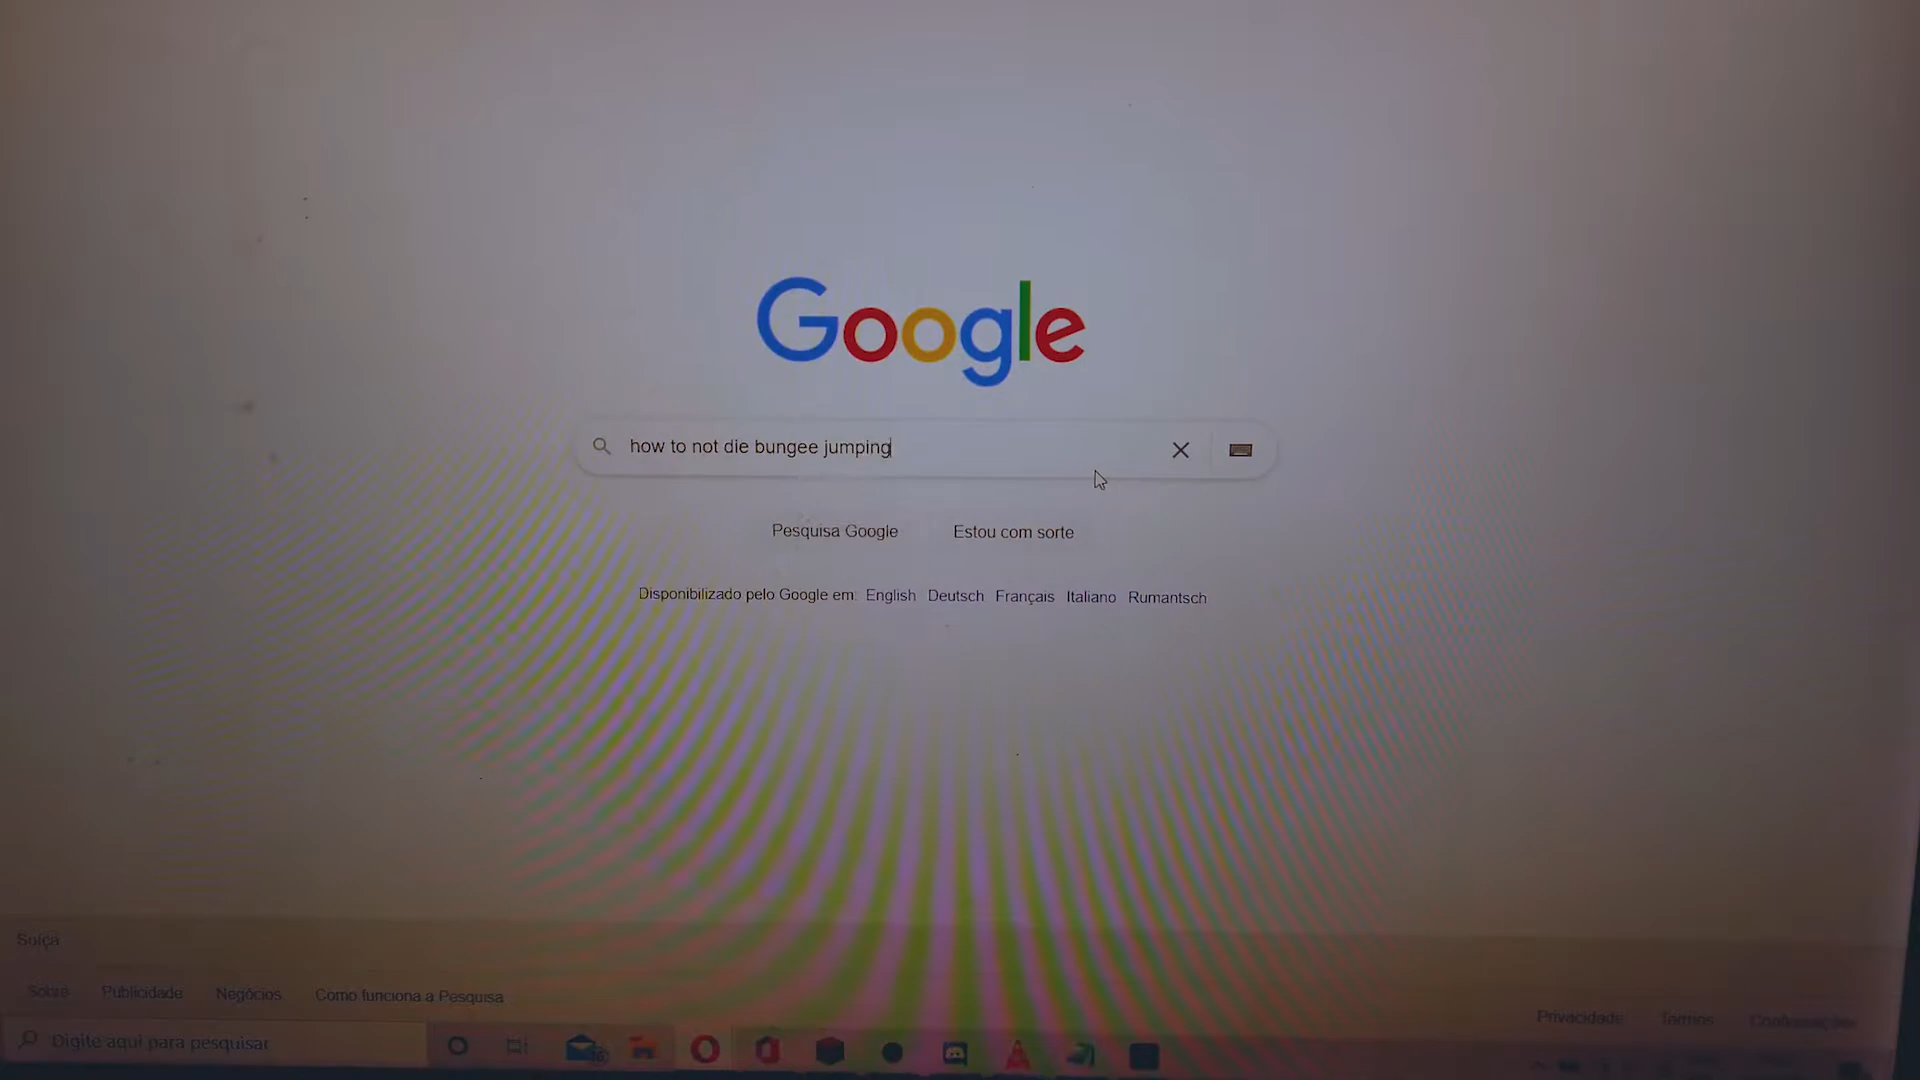 Google
how to not die bungee jumping
Pesquisa Google Estou com sorte
Disponibilizado pelo Google em: English Deutsch Français Italiano Rumantsch
Suíça
Sobre Publicidade Negócios Como funciona a Pesquisa
Privacidade Termos
Digite aqui para pesquisar